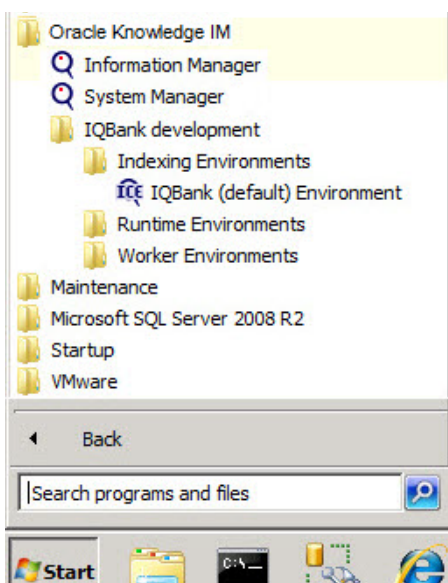 Oracle Knowledge IM
Information Manager
System Manager
IQBank development
Indexing Environments
ICE IQBank (default) Environment
Runtime Environments
Worker Environments
Maintenance
Microsoft SQL Server 2008 R2
Startup
VMware
Back
Search programs and files
C:\_
Start